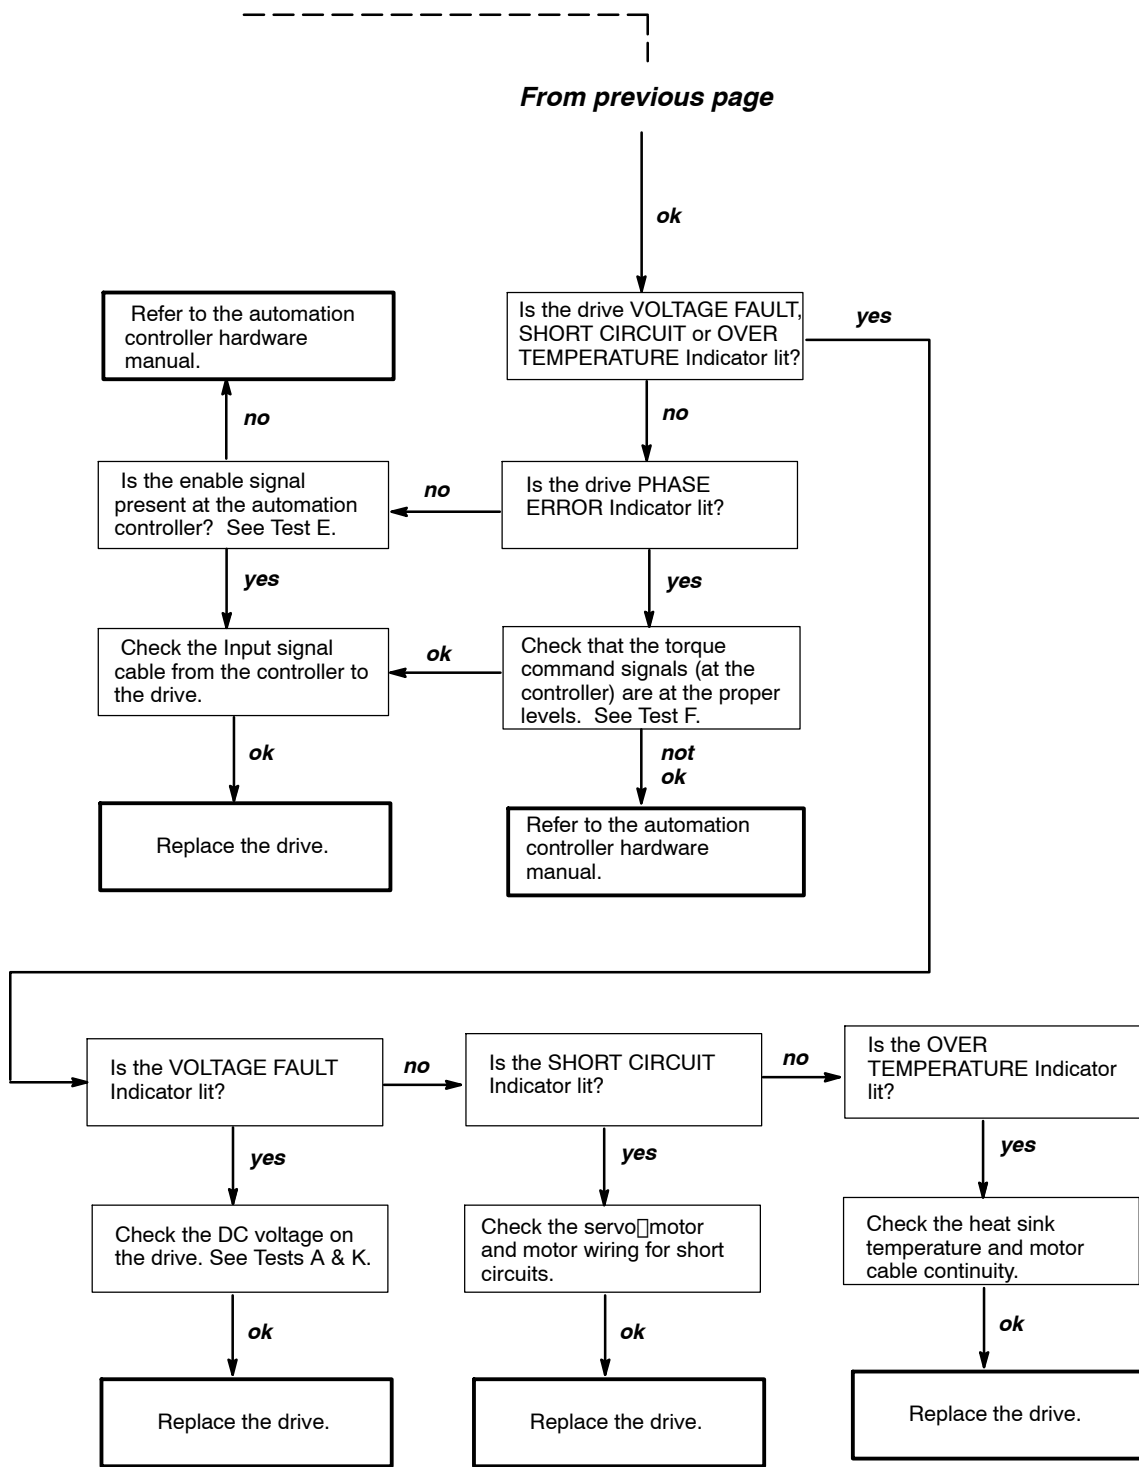 From previous page
ok
Is the drive VOLTAGE FAULT,
SHORT CIRCUIT or OVER
TEMPERATURE Indicator lit?
yes
Refer to the automation
controller hardware
manual.
no
no
Is the enable signal
present at the automation
controller? See Test E.
no
Is the drive PHASE
ERROR Indicator lit?
yes
yes
Check the Input signal
cable from the controller to
the drive.
ok
Check that the torque
command signals (at the
controller) are at the proper
levels. See Test F.
ok
not
ok
Replace the drive.
Refer to the automation
controller hardware
manual.
Is the VOLTAGE FAULT
Indicator lit?
no
Is the SHORT CIRCUIT
Indicator lit?
no
Is the OVER
TEMPERATURE Indicator
lit?
yes
yes
yes
Check the DC voltage on
the drive. See Tests A & K.
Check the servo▯motor
and motor wiring for short
circuits.
Check the heat sink
temperature and motor
cable continuity.
ok
ok
ok
Replace the drive.
Replace the drive.
Replace the drive.